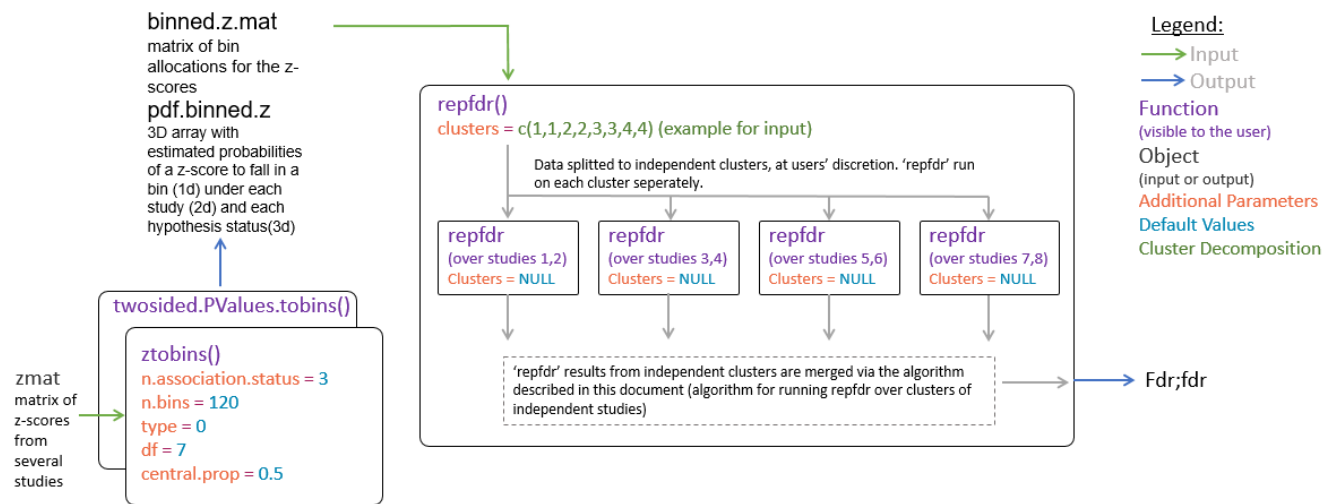 binned.z.mat
matrix of bin
allocations for the z-
scores
pdf.binned.z
3D array with
estimated probabilities
of a z-score to fall in a
bin (1d) under each
study (2d) and each
hypothesis status(3d)
twosided.PValues.tobins()
ztobins()
n.association.status = 3
n.bins = 120
type = 0
df = 7
central.prop = 0.5
zmat
matrix of
z-scores
from
several
studies
repfdr()
clusters = c(1,1,2,2,3,3,4,4) (example for input)
Data splitted to independent clusters, at users' discretion. 'repfdr' run
on each cluster seperately.
repfdr
(over studies 1,2)
Clusters = NULL
repfdr
(over studies 3,4)
Clusters = NULL
repfdr
(over studies 5,6)
Clusters = NULL
repfdr
(over studies 7,8)
Clusters = NULL
'repfdr' results from independent clusters are merged via the algorithm
described in this document (algorithm for running repfdr over clusters of
independent studies)
Fdr;fdr
Legend:
Input
Output
Function
(visible to the user)
Object
(input or output)
Additional Parameters
Default Values
Cluster Decomposition